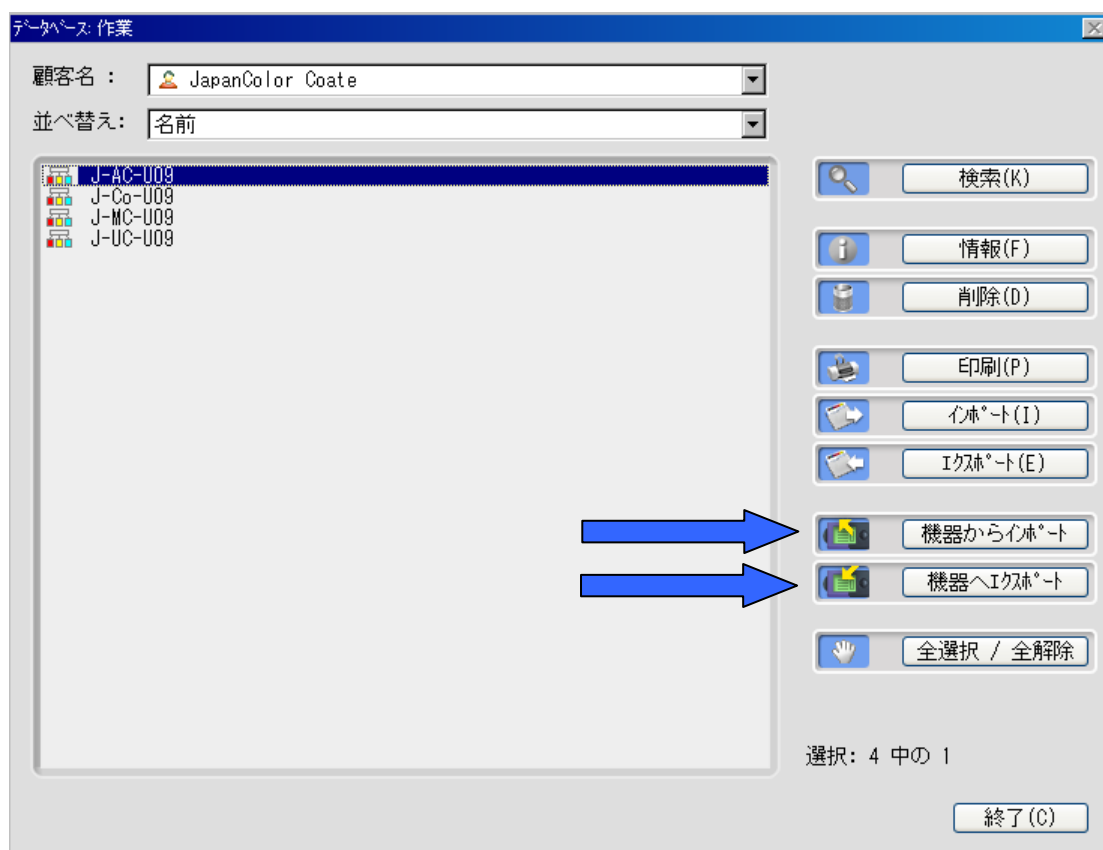 ﾃﾞｰﾀﾍﾞｰｽ: 作業
顧客名 : JapanColor Coate
並べ替え: 名前
J-AC-U09
J-Co-U09
J-MC-U09
J-UC-U09
検索(K)
情報(F)
削除(D)
印刷(P)
ｲﾝﾎﾟｰﾄ(I)
ｴｸｽﾎﾟｰﾄ(E)
機器からｲﾝﾎﾟｰﾄ
機器へｴｸｽﾎﾟｰﾄ
全選択 / 全解除
選択: 4 中の 1
終了(C)